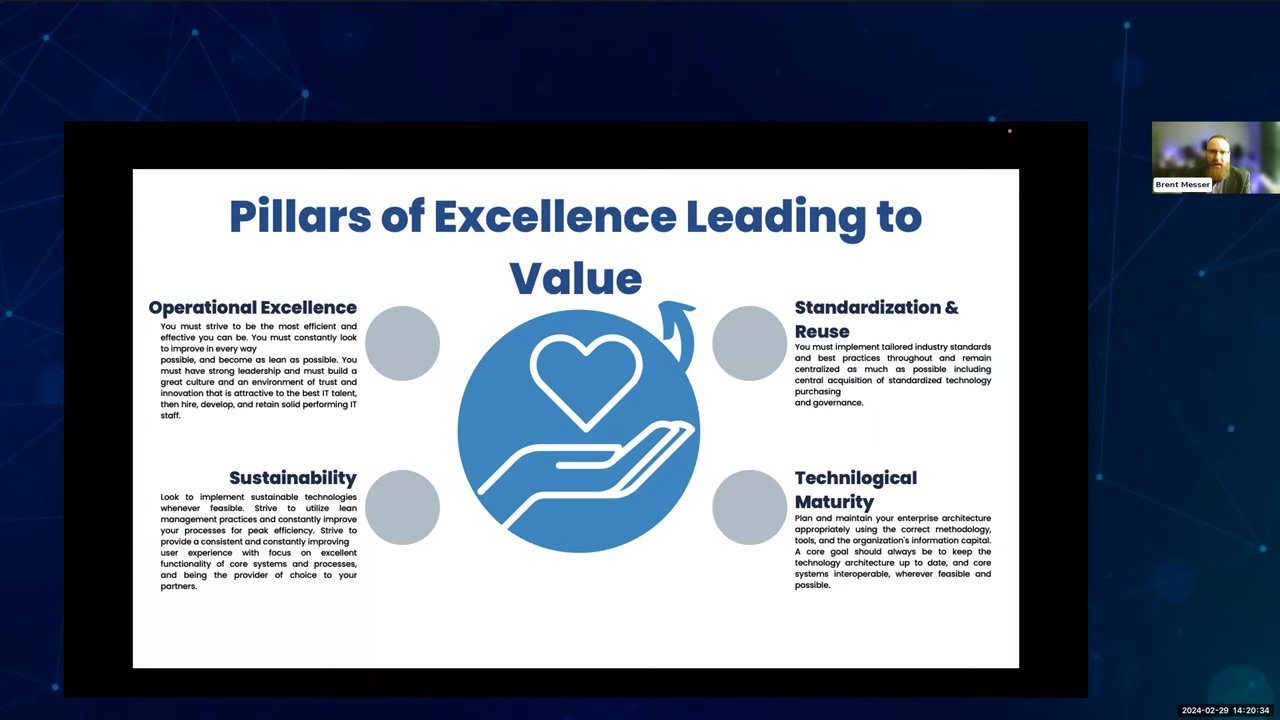 Pillars of Excellence Leading to
Value
Operational Excellence
You must strive to be the most efficient and
effective you can be. You must constantly look
to improve in every way
possible, and become as lean as possible. You
must have strong leadership and must build a
great culture and an environment of trust and
innovation that is attractive to the best IT talent,
then hire, develop, and retain solid performing IT
staff.
Sustainability
Look to implement sustainable technologies
whenever feasible. Strive to utilize lean
management practices and constantly improve
your processes for peak efficiency. Strive to
provide a consistent and constantly improving
user experience with focus on excellent
functionality of core systems and processes,
and being the provider of choice to your
partners.
Standardization &
Reuse
You must implement tailored industry standards
and best practices throughout and remain
centralized as much as possible including
central acquisition of standardized technology
purchasing
and governance.
Technilogical
Maturity
Plan and maintain your enterprise architecture
appropriately using the correct methodology,
tools, and the organization's information capital.
A core goal should always be to keep the
technology architecture up to date, and core
systems interoperable, wherever feasible and
possible.
Brent Messer
2024-02-29 14:20:34